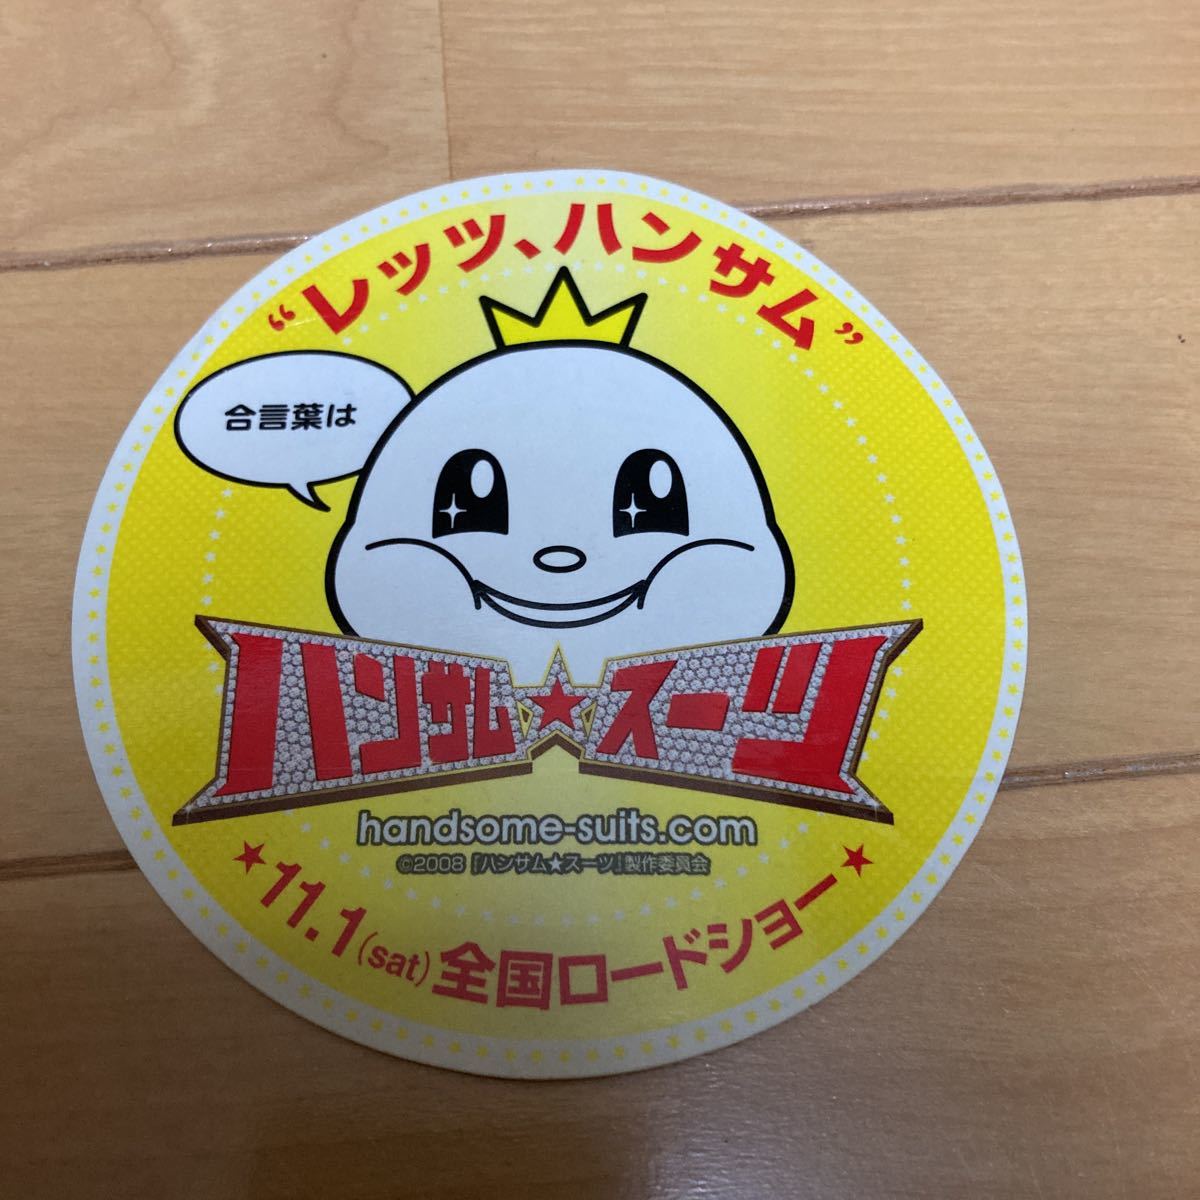 “レッツ、ハンサム”
合言葉は
ハンサム★スーツ
handsome-suits.com
©2008『ハンサム★スーツ』製作委員会
★11.1(sat)全国ロードショー★